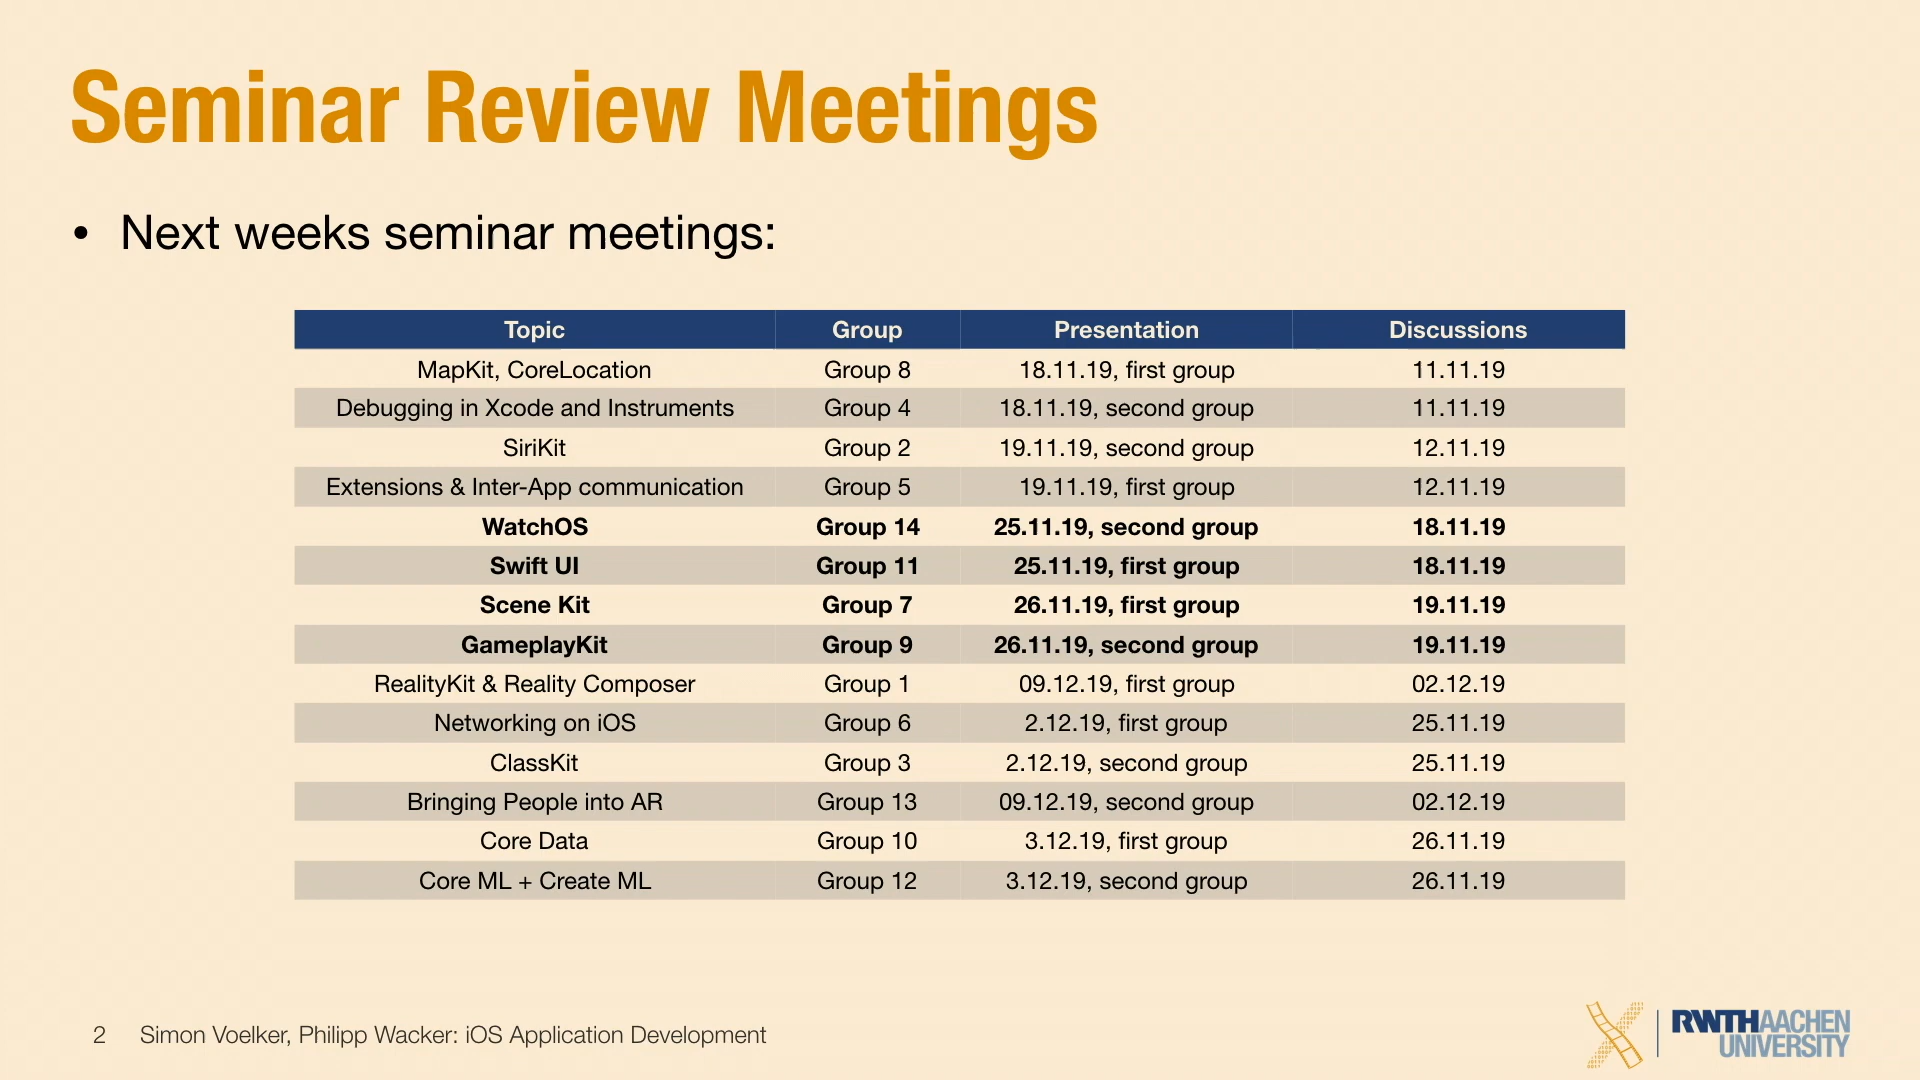 Seminar Review Meetings
• Next weeks seminar meetings:
Topic Group Presentation Discussions
MapKit, CoreLocation Group 8 18.11.19, first group 11.11.19
Debugging in Xcode and Instruments Group 4 18.11.19, second group 11.11.19
SiriKit Group 2 19.11.19, second group 12.11.19
Extensions & Inter-App communication Group 5 19.11.19, first group 12.11.19
WatchOS Group 14 25.11.19, second group 18.11.19
Swift UI Group 11 25.11.19, first group 18.11.19
Scene Kit Group 7 26.11.19, first group 19.11.19
GameplayKit Group 9 26.11.19, second group 19.11.19
RealityKit & Reality Composer Group 1 09.12.19, first group 02.12.19
Networking on iOS Group 6 2.12.19, first group 25.11.19
ClassKit Group 3 2.12.19, second group 25.11.19
Bringing People into AR Group 13 09.12.19, second group 02.12.19
Core Data Group 10 3.12.19, first group 26.11.19
Core ML + Create ML Group 12 3.12.19, second group 26.11.19
2 Simon Voelker, Philipp Wacker: iOS Application Development
RWTHAACHEN
UNIVERSITY